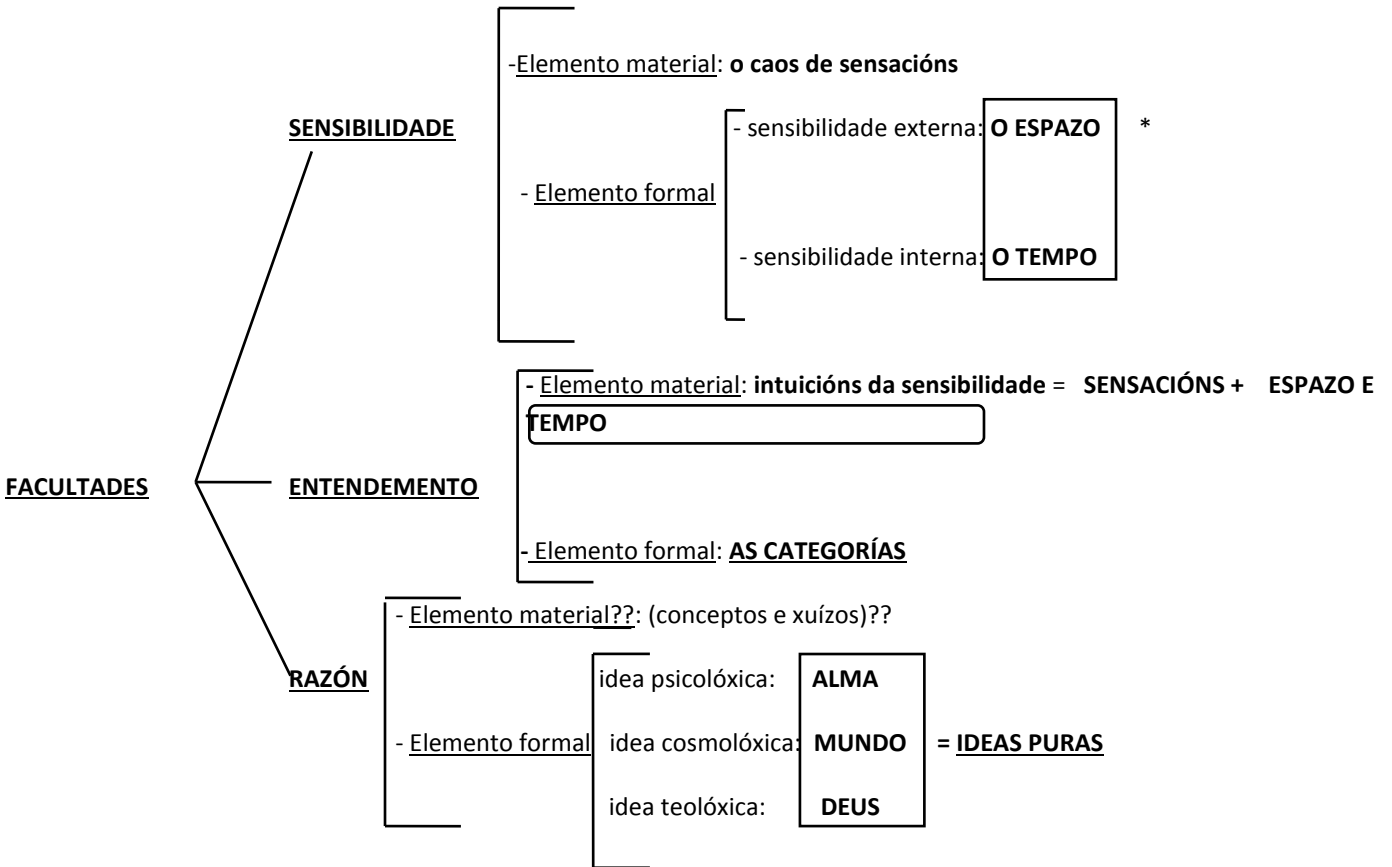 -Elemento material: o caos de sensacións
SENSIBILIDADE
- sensibilidade externa: O ESPAZO *
- Elemento formal
- sensibilidade interna: O TEMPO
- Elemento material: intuicións da sensibilidade = SENSACIÓNS + ESPAZO E
TEMPO
FACULTADES
ENTENDEMENTO
- Elemento formal: AS CATEGORÍAS
- Elemento material??: (conceptos e xuízos)??
RAZÓN
idea psicolóxica: ALMA
- Elemento formal
idea cosmolóxica: MUNDO = IDEAS PURAS
idea teolóxica: DEUS